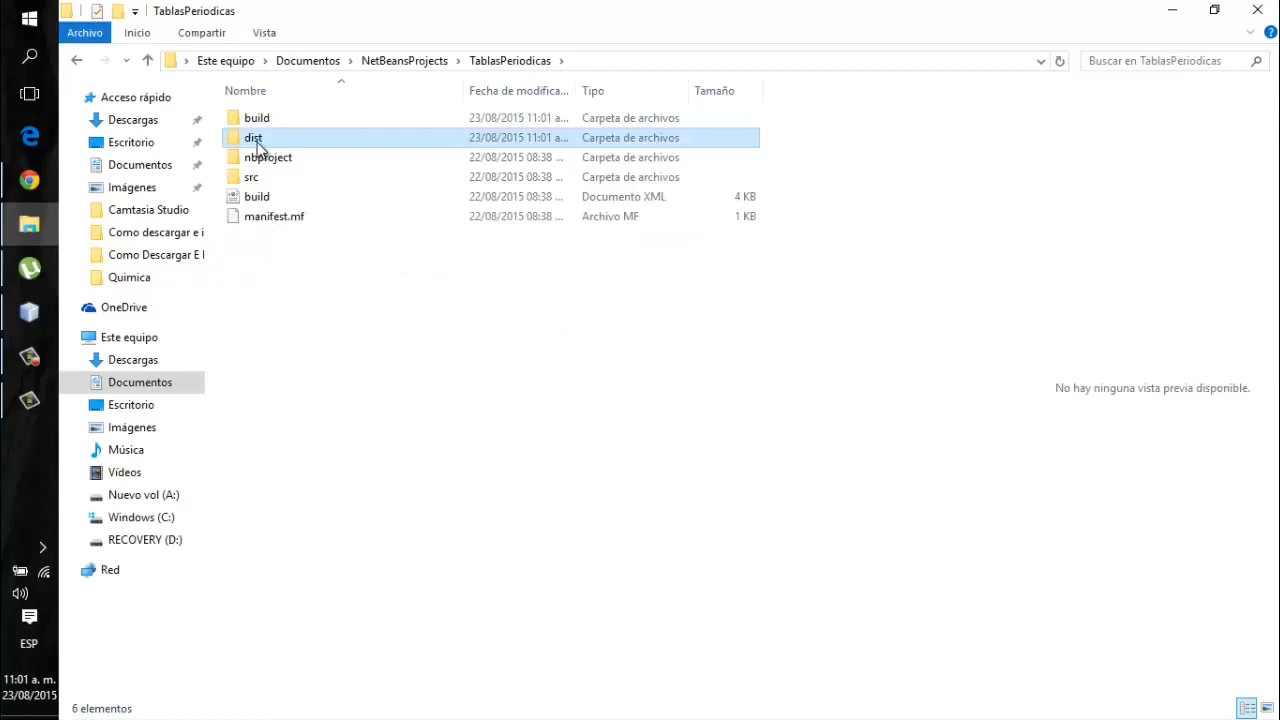 TablasPeriodicas
Archivo Inicio Compartir Vista
Este equipo Documentos NetBeansProjects TablasPeriodicas
Buscar en TablasPeriodicas
Nombre Fecha de modifica... Tipo Tamaño
build 23/08/2015 11:01 a... Carpeta de archivos
dist 23/08/2015 11:01 a... Carpeta de archivos
nbproject 22/08/2015 08:38 ... Carpeta de archivos
src 22/08/2015 08:38 ... Carpeta de archivos
build 22/08/2015 08:38 ... Documento XML 4 KB
manifest.mf 22/08/2015 08:38 ... Archivo MF 1 KB
Acceso rápido
Descargas
Escritorio
Documentos
Imágenes
Camtasia Studio
Como descargar e i
Como Descargar E I
Quimica
OneDrive
Este equipo
Descargas
Documentos
Escritorio
Imágenes
Música
Vídeos
Nuevo vol (A:)
Windows (C:)
RECOVERY (D:)
Red
No hay ninguna vista previa disponible.
ESP
11:01 a. m.
23/08/2015
6 elementos